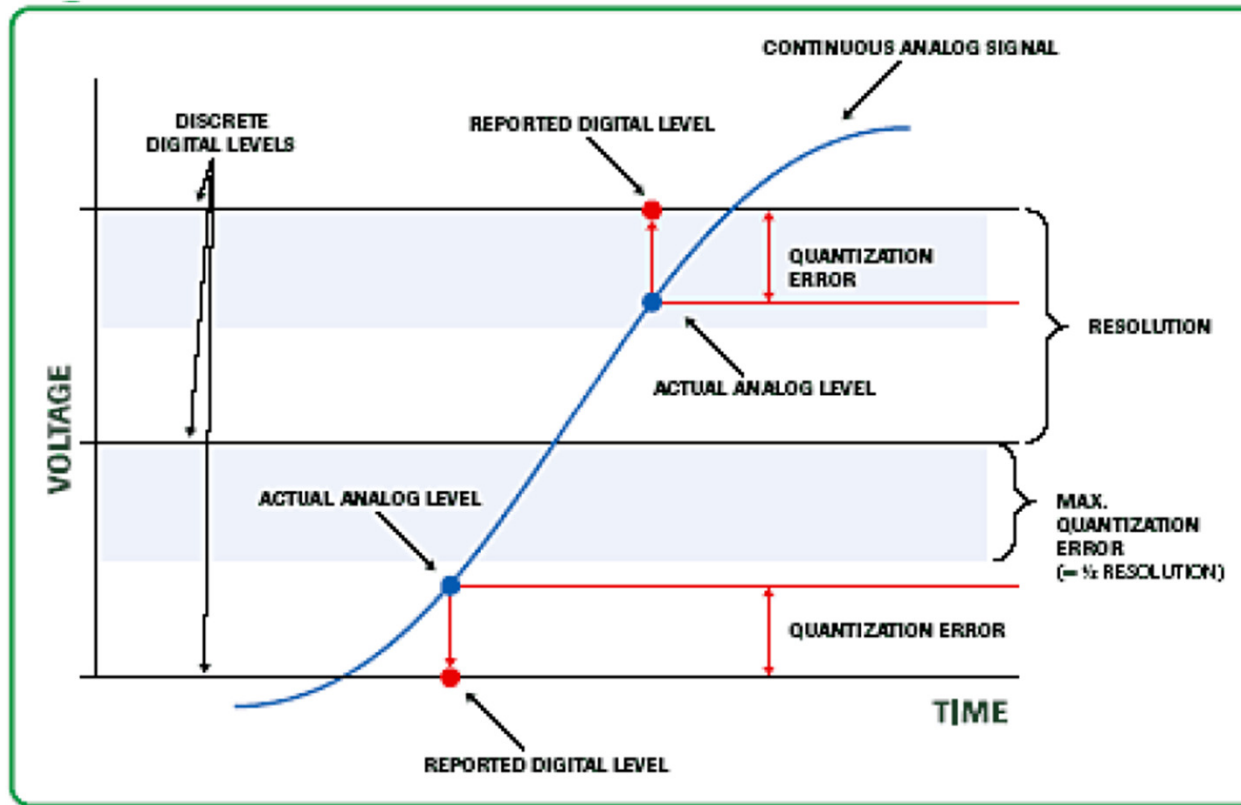 CONTINUOUS ANALOG SIGNAL
DISCRETE
DIGITAL LEVELS
REPORTED DIGITAL LEVEL
QUANTIZATION
ERROR
RESOLUTION
ACTUAL ANALOG LEVEL
VOLTAGE
ACTUAL ANALOG LEVEL
MAX.
QUANTIZATION
ERROR
(= ½ RESOLUTION)
QUANTIZATION ERROR
TIME
REPORTED DIGITAL LEVEL